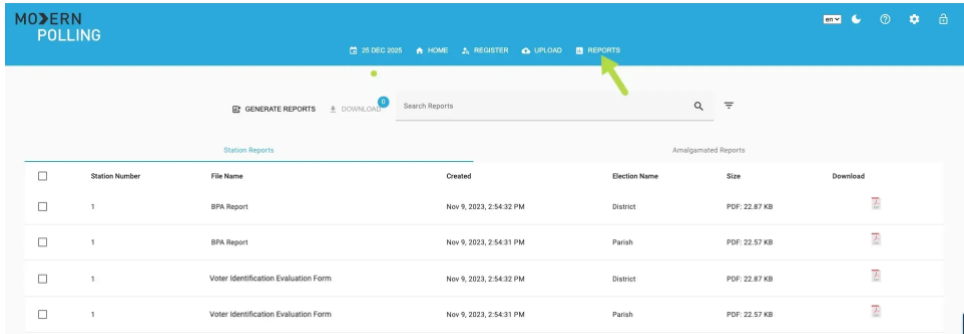 MODERN
POLLING
en
25 DEC 2025 HOME REGISTER UPLOAD REPORTS
GENERATE REPORTS DOWNLOAD 0 Search Reports
Station Reports Amalgamated Reports
Station Number File Name Created Election Name Size Download
1 BPA Report Nov 9, 2023, 2:54:32 PM District PDF: 22.87 KB
1 BPA Report Nov 9, 2023, 2:54:31 PM Parish PDF: 22.57 KB
1 Voter Identification Evaluation Form Nov 9, 2023, 2:54:32 PM District PDF: 22.87 KB
1 Voter Identification Evaluation Form Nov 9, 2023, 2:54:31 PM Parish PDF: 22.57 KB